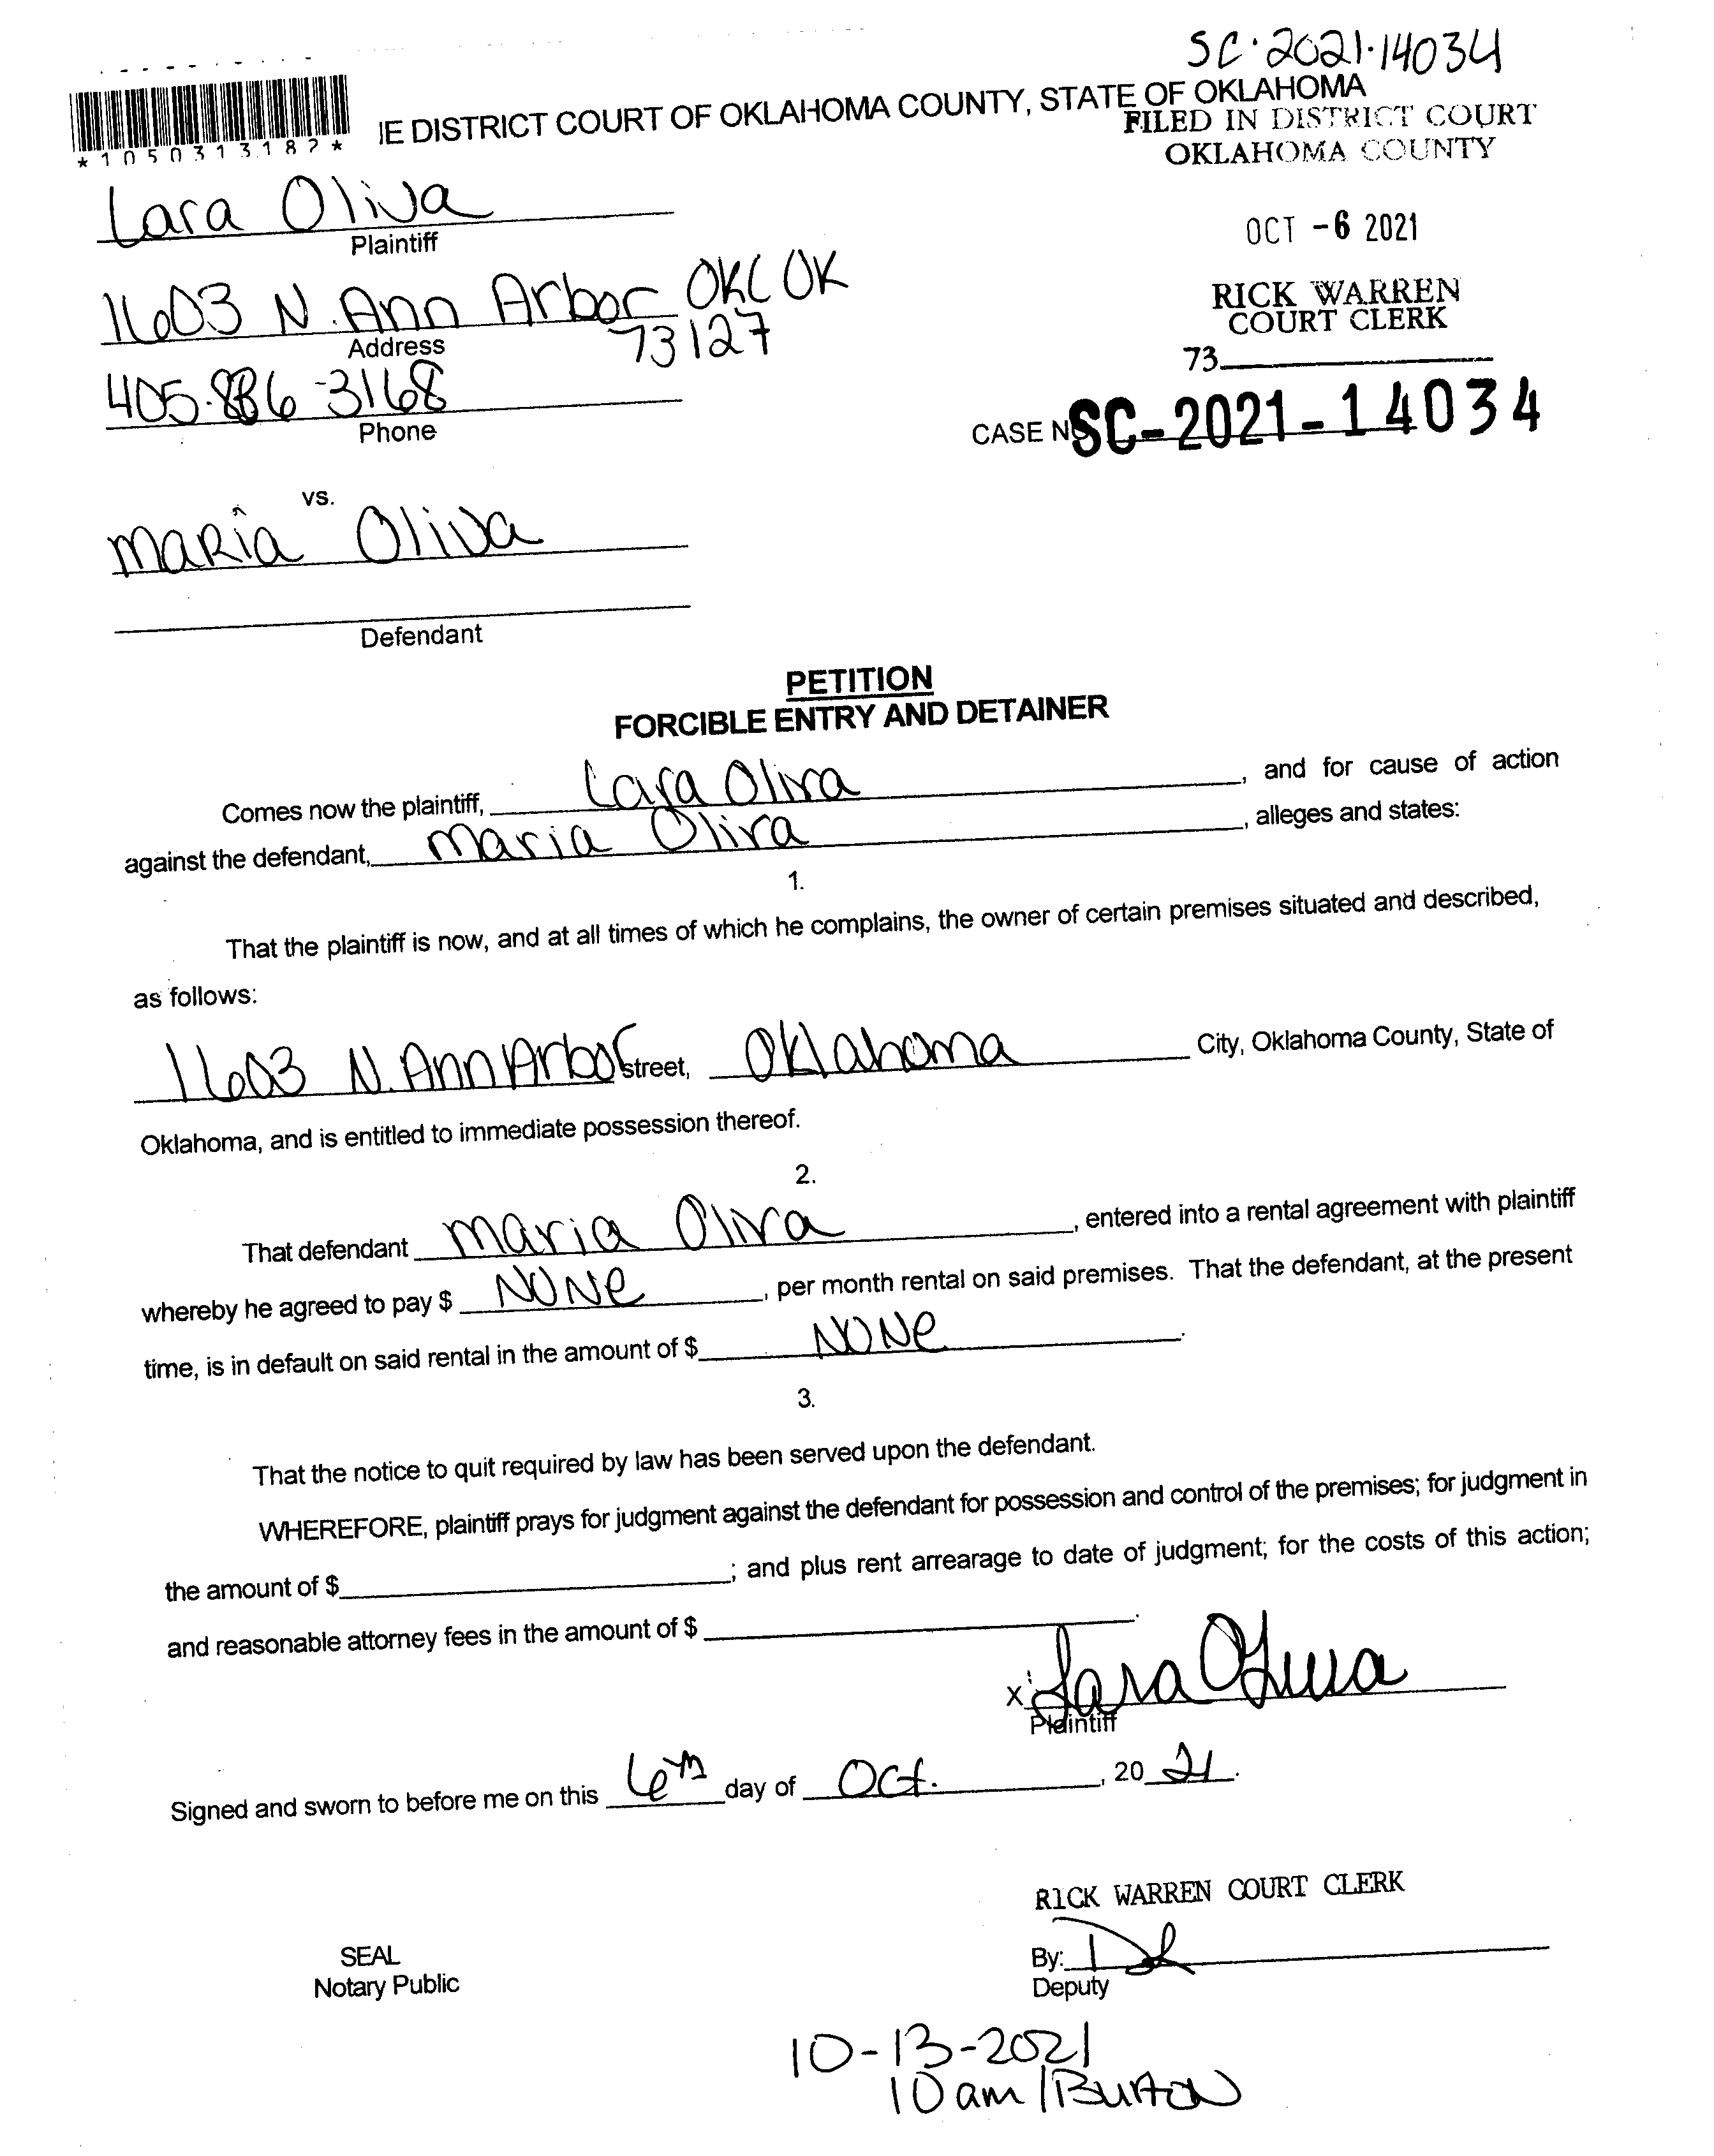 SC-2021-14034
IE DISTRICT COURT OF OKLAHOMA COUNTY, STATE OF OKLAHOMA
FILED IN DISTRICT COURT
OKLAHOMA COUNTY
*1050313182*
Lara Oliva
Plaintiff
OCT -6 2021
1603 N. Ann Arbor OKC OK
73127
Address
RICK WARREN
COURT CLERK
73
405-886-3168
Phone
CASE NO SC-2021-14034
vs.
Maria Oliva
Defendant
PETITION
FORCIBLE ENTRY AND DETAINER
Comes now the plaintiff, Lara Oliva, and for cause of action
against the defendant, Maria Oliva, alleges and states:
1.
That the plaintiff is now, and at all times of which he complains, the owner of certain premises situated and described,
as follows:
1603 N. Ann Arbor Street, Oklahoma City, Oklahoma County, State of
Oklahoma, and is entitled to immediate possession thereof.
2.
That defendant Maria Oliva, entered into a rental agreement with plaintiff
whereby he agreed to pay $ NONe, per month rental on said premises. That the defendant, at the present
time, is in default on said rental in the amount of $ NONe.
3.
That the notice to quit required by law has been served upon the defendant.
WHEREFORE, plaintiff prays for judgment against the defendant for possession and control of the premises; for judgment in
the amount of $ ; and plus rent arrearage to date of judgment; for the costs of this action;
and reasonable attorney fees in the amount of $ .
X Lara Oliva
Plaintiff
Signed and sworn to before me on this 6th day of Oct., 20 21.
RICK WARREN COURT CLERK
SEAL
Notary Public
By:
Deputy
10-13-2021
10am/Burton